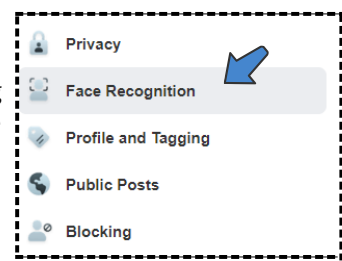 Privacy
Face Recognition
Profile and Tagging
Public Posts
Blocking